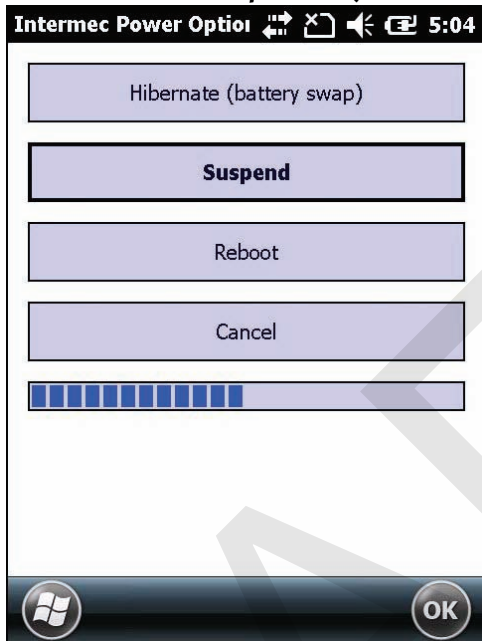 Intermec Power Optio 5:04
Hibernate (battery swap)
Suspend
Reboot
Cancel
OK